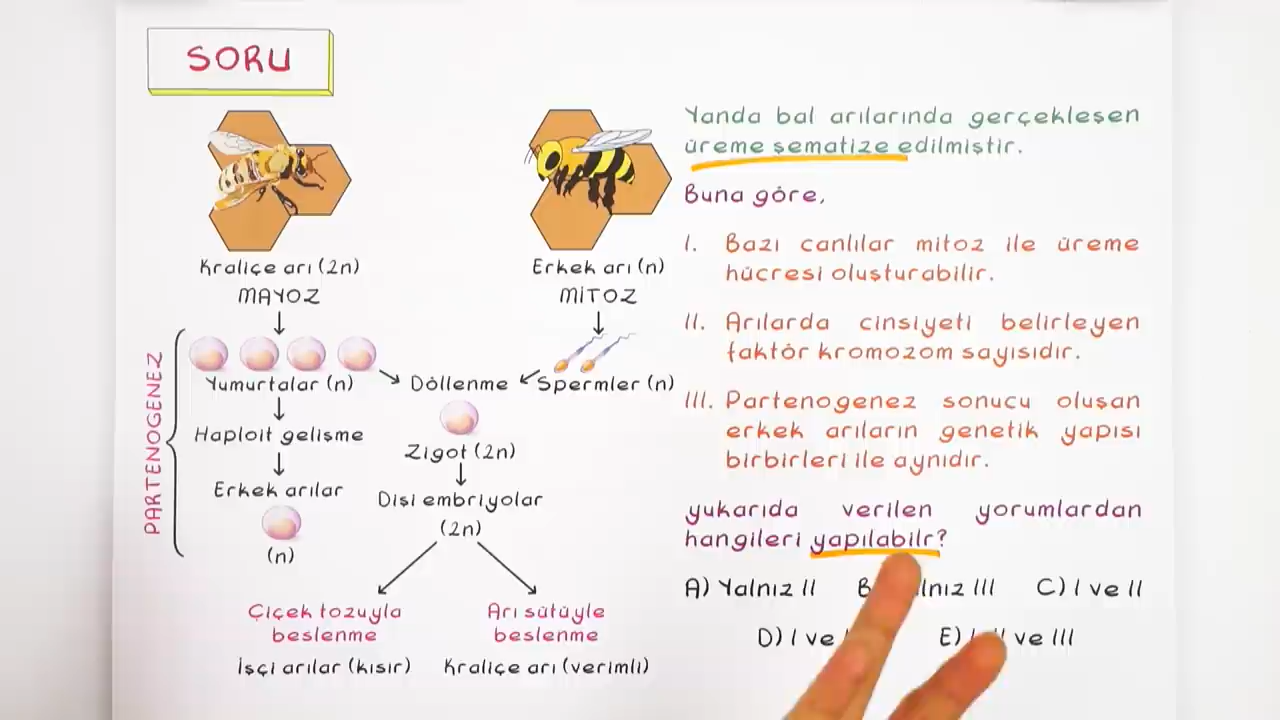 SORU
Kraliçe arı (2n)
MAYOZ
Erkek arı (n)
MİTOZ
PARTENOGENEZ
Yumurtalar (n)
Döllenme
Spermler (n)
Haploit gelişme
Zigot (2n)
Erkek arılar
(n)
Dişi embriyolar
(2n)
Çiçek tozuyla
beslenme
Arı sütüyle
beslenme
İşçi arılar (kısır)
Kraliçe arı (verimli)
Yanda bal arılarında gerçekleşen
üreme şematize edilmiştir.
Buna göre,
I. Bazı canlılar mitoz ile üreme
hücresi oluşturabilir.
II. Arılarda cinsiyeti belirleyen
faktör kromozom sayısıdır.
III. Partenogenez sonucu oluşan
erkek arıların genetik yapısı
birbirleri ile aynıdır.
yukarıda verilen yorumlardan
hangileri yapılabilr?
A) Yalnız II
III
C) I ve II
D) I ve
E) ve III